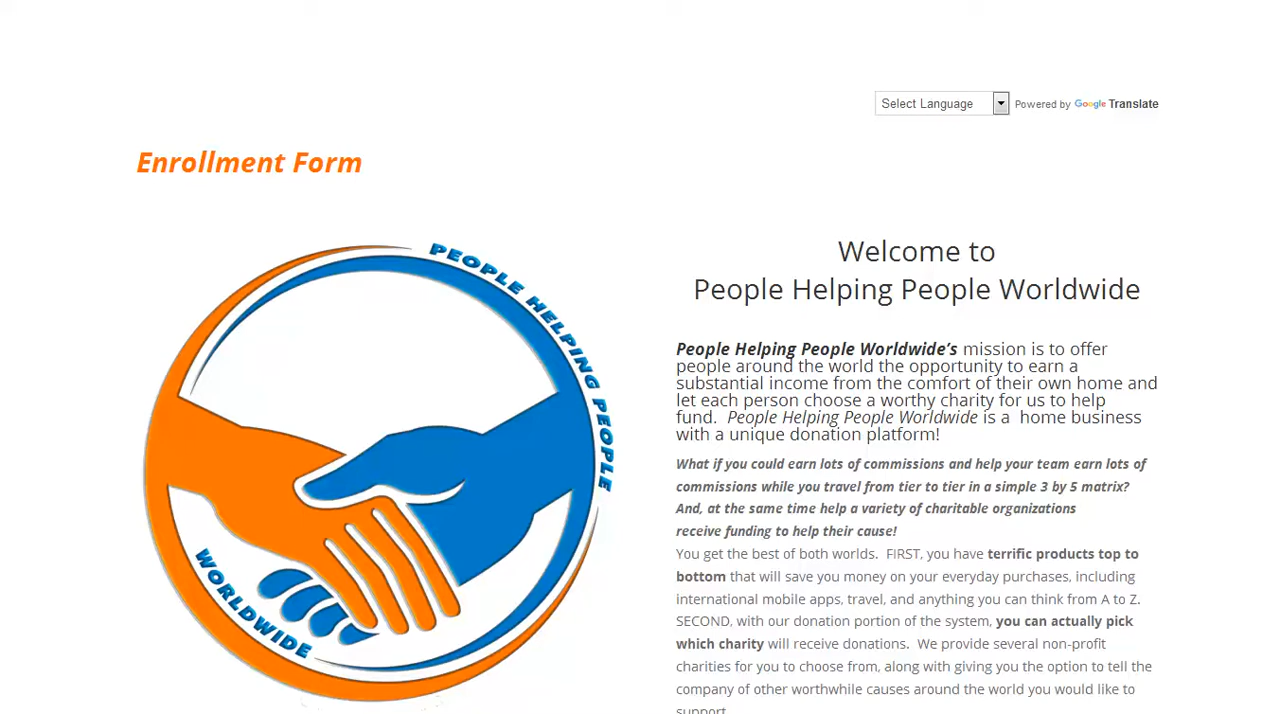 Select Language
Powered by Google Translate
Enrollment Form
PEOPLE HELPING PEOPLE
WORLDWIDE
Welcome to
People Helping People Worldwide
People Helping People Worldwide's mission is to offer
people around the world the opportunity to earn a
substantial income from the comfort of their own home and
let each person choose a worthy charity for us to help
fund.  People Helping People Worldwide is a  home business
with a unique donation platform!
What if you could earn lots of commissions and help your team earn lots of
commissions while you travel from tier to tier in a simple 3 by 5 matrix?
And, at the same time help a variety of charitable organizations
receive funding to help their cause!
You get the best of both worlds.  FIRST, you have terrific products top to
bottom that will save you money on your everyday purchases, including
international mobile apps, travel, and anything you can think from A to Z.
SECOND, with our donation portion of the system, you can actually pick
which charity will receive donations.  We provide several non-profit
charities for you to choose from, along with giving you the option to tell the
company of other worthwhile causes around the world you would like to
support.